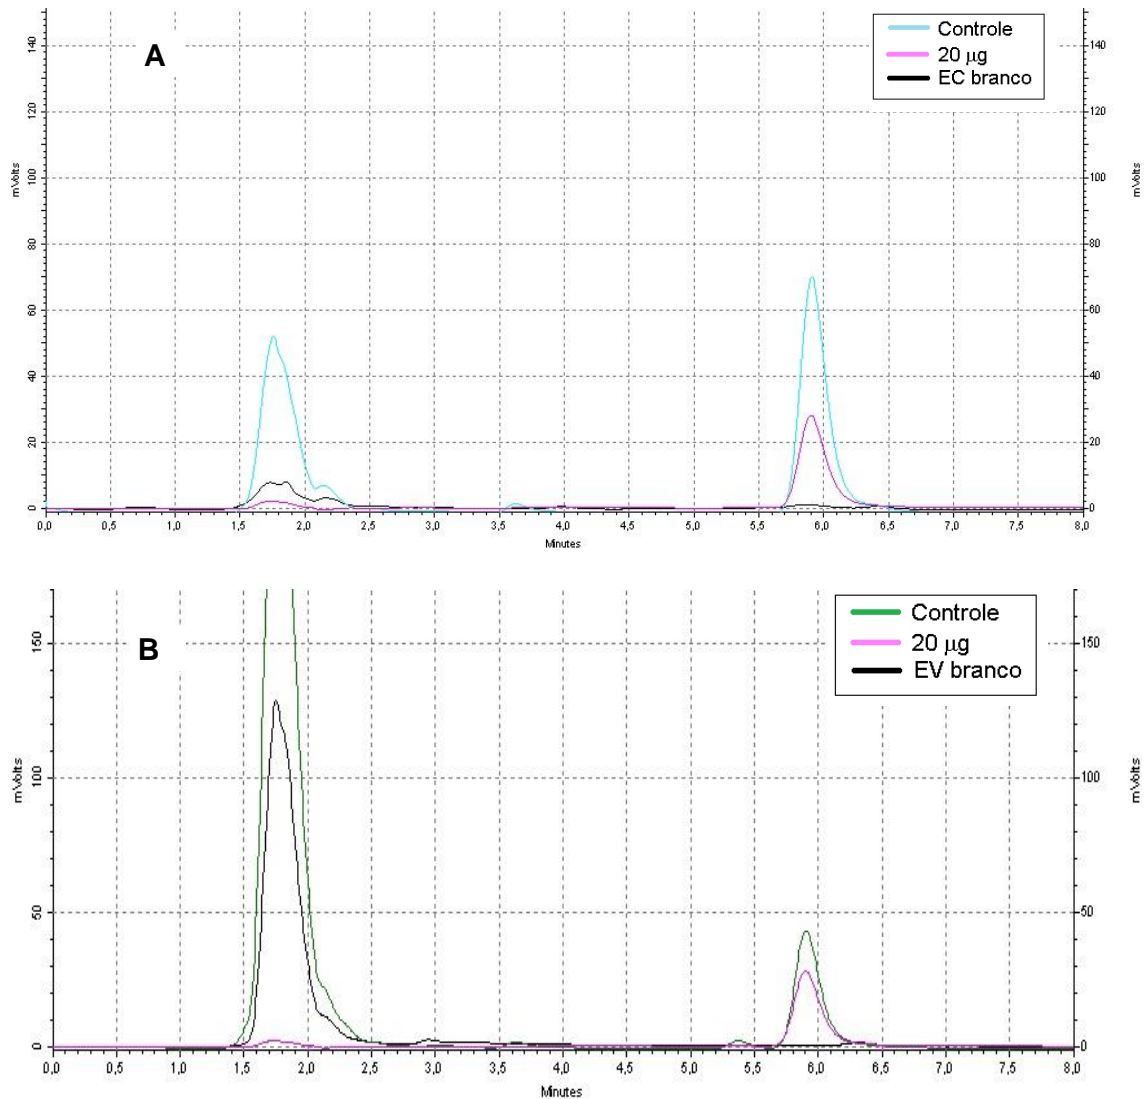 A
Controle
20 μg
EC branco
140 140
120 120
100 100
mVolts mVolts
80 80
60 60
40 40
20 20
0 0
0,0 0,5 1,0 1,5 2,0 2,5 3,0 3,5 4,0 4,5 5,0 5,5 6,0 6,5 7,0 7,5 8,0
Minutes
B
Controle
20 μg
EV branco
150 150
100 100
mVolts mVolts
50 50
0 0
0,0 0,5 1,0 1,5 2,0 2,5 3,0 3,5 4,0 4,5 5,0 5,5 6,0 6,5 7,0 7,5 8,0
Minutes